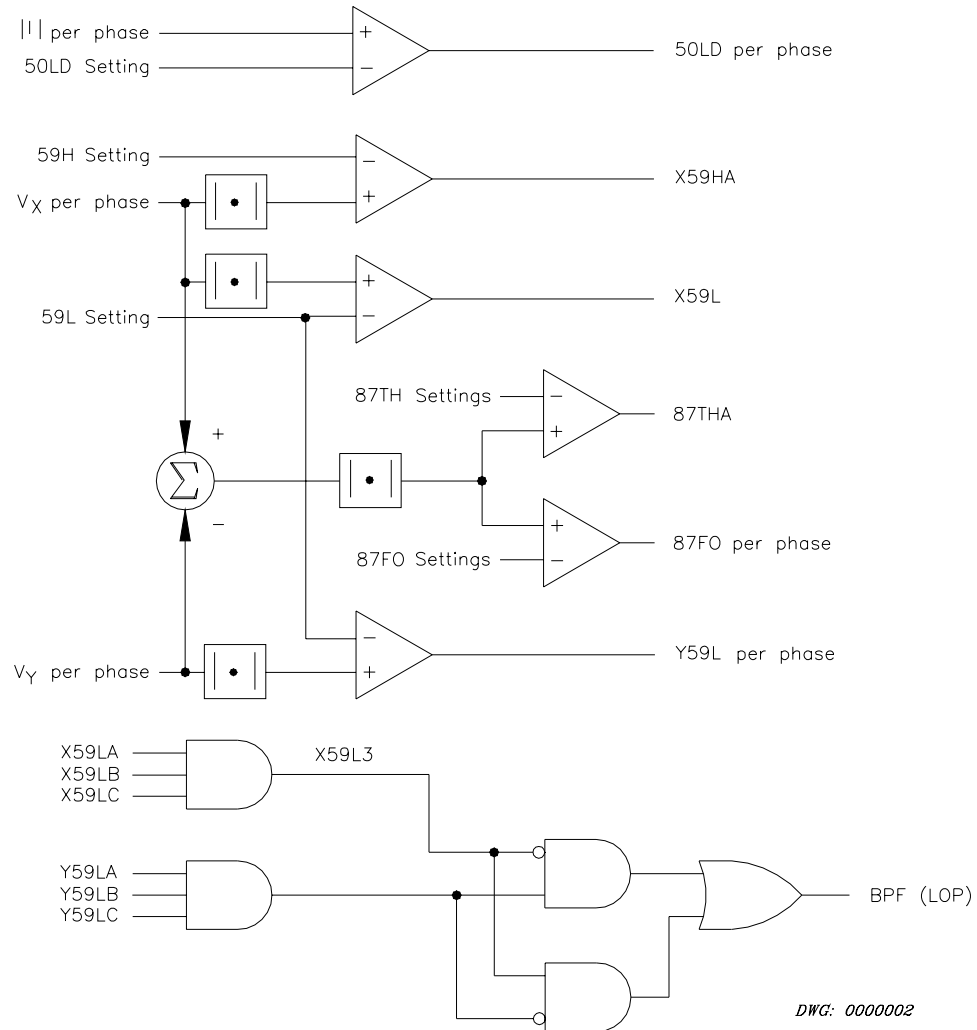 |I| per phase
50LD Setting
50LD per phase
59H Setting
VX per phase
X59HA
59L Setting
X59L
87TH Settings
87THA
87FO Settings
87FO per phase
VY per phase
Y59L per phase
X59LA
X59LB
X59LC
X59L3
Y59LA
Y59LB
Y59LC
BPF (LOP)
DWG: 0000002